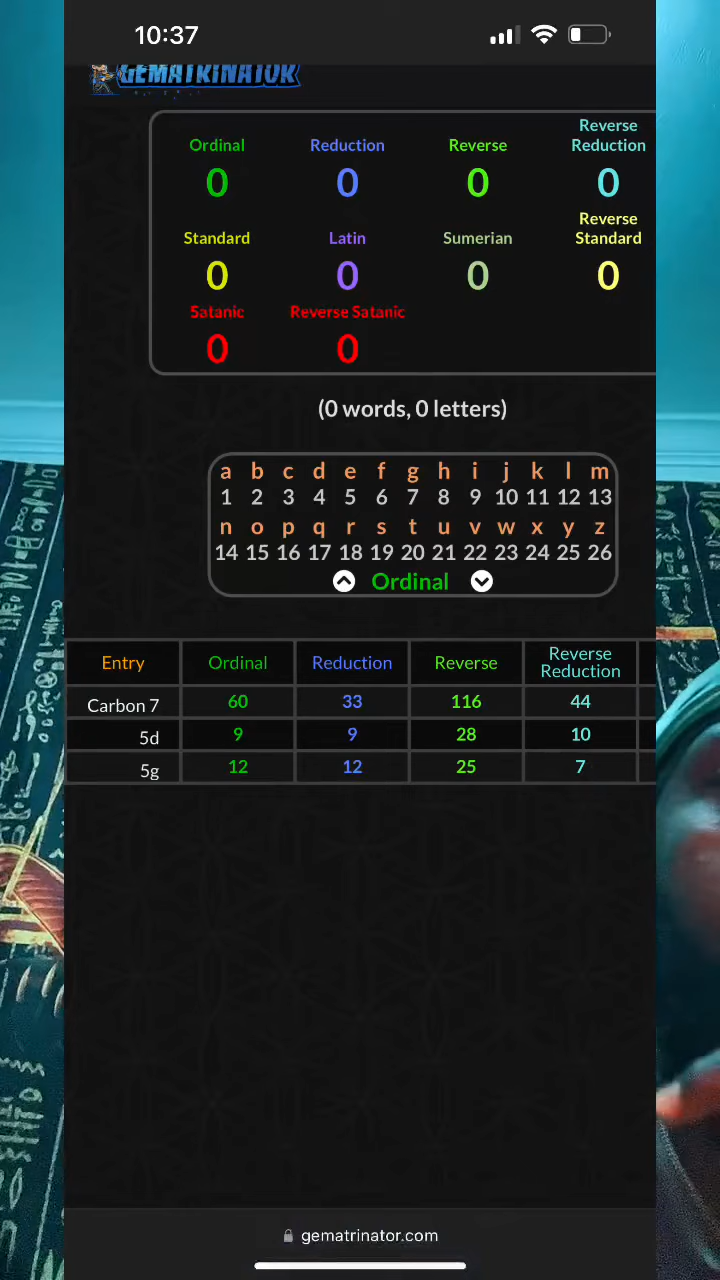 10:37
GEMATRINATOR
Ordinal Reduction Reverse Reverse Reduction
0 0 0 0
Standard Latin Sumerian Reverse Standard
0 0 0 0
Satanic Reverse Satanic
0 0
(0 words, 0 letters)
a b c d e f g h i j k l m
1 2 3 4 5 6 7 8 9 10 11 12 13
n o p q r s t u v w x y z
14 15 16 17 18 19 20 21 22 23 24 25 26
Ordinal
Entry Ordinal Reduction Reverse Reverse Reduction
Carbon 7 60 33 116 44
5d 9 9 28 10
5g 12 12 25 7
gematrinator.com